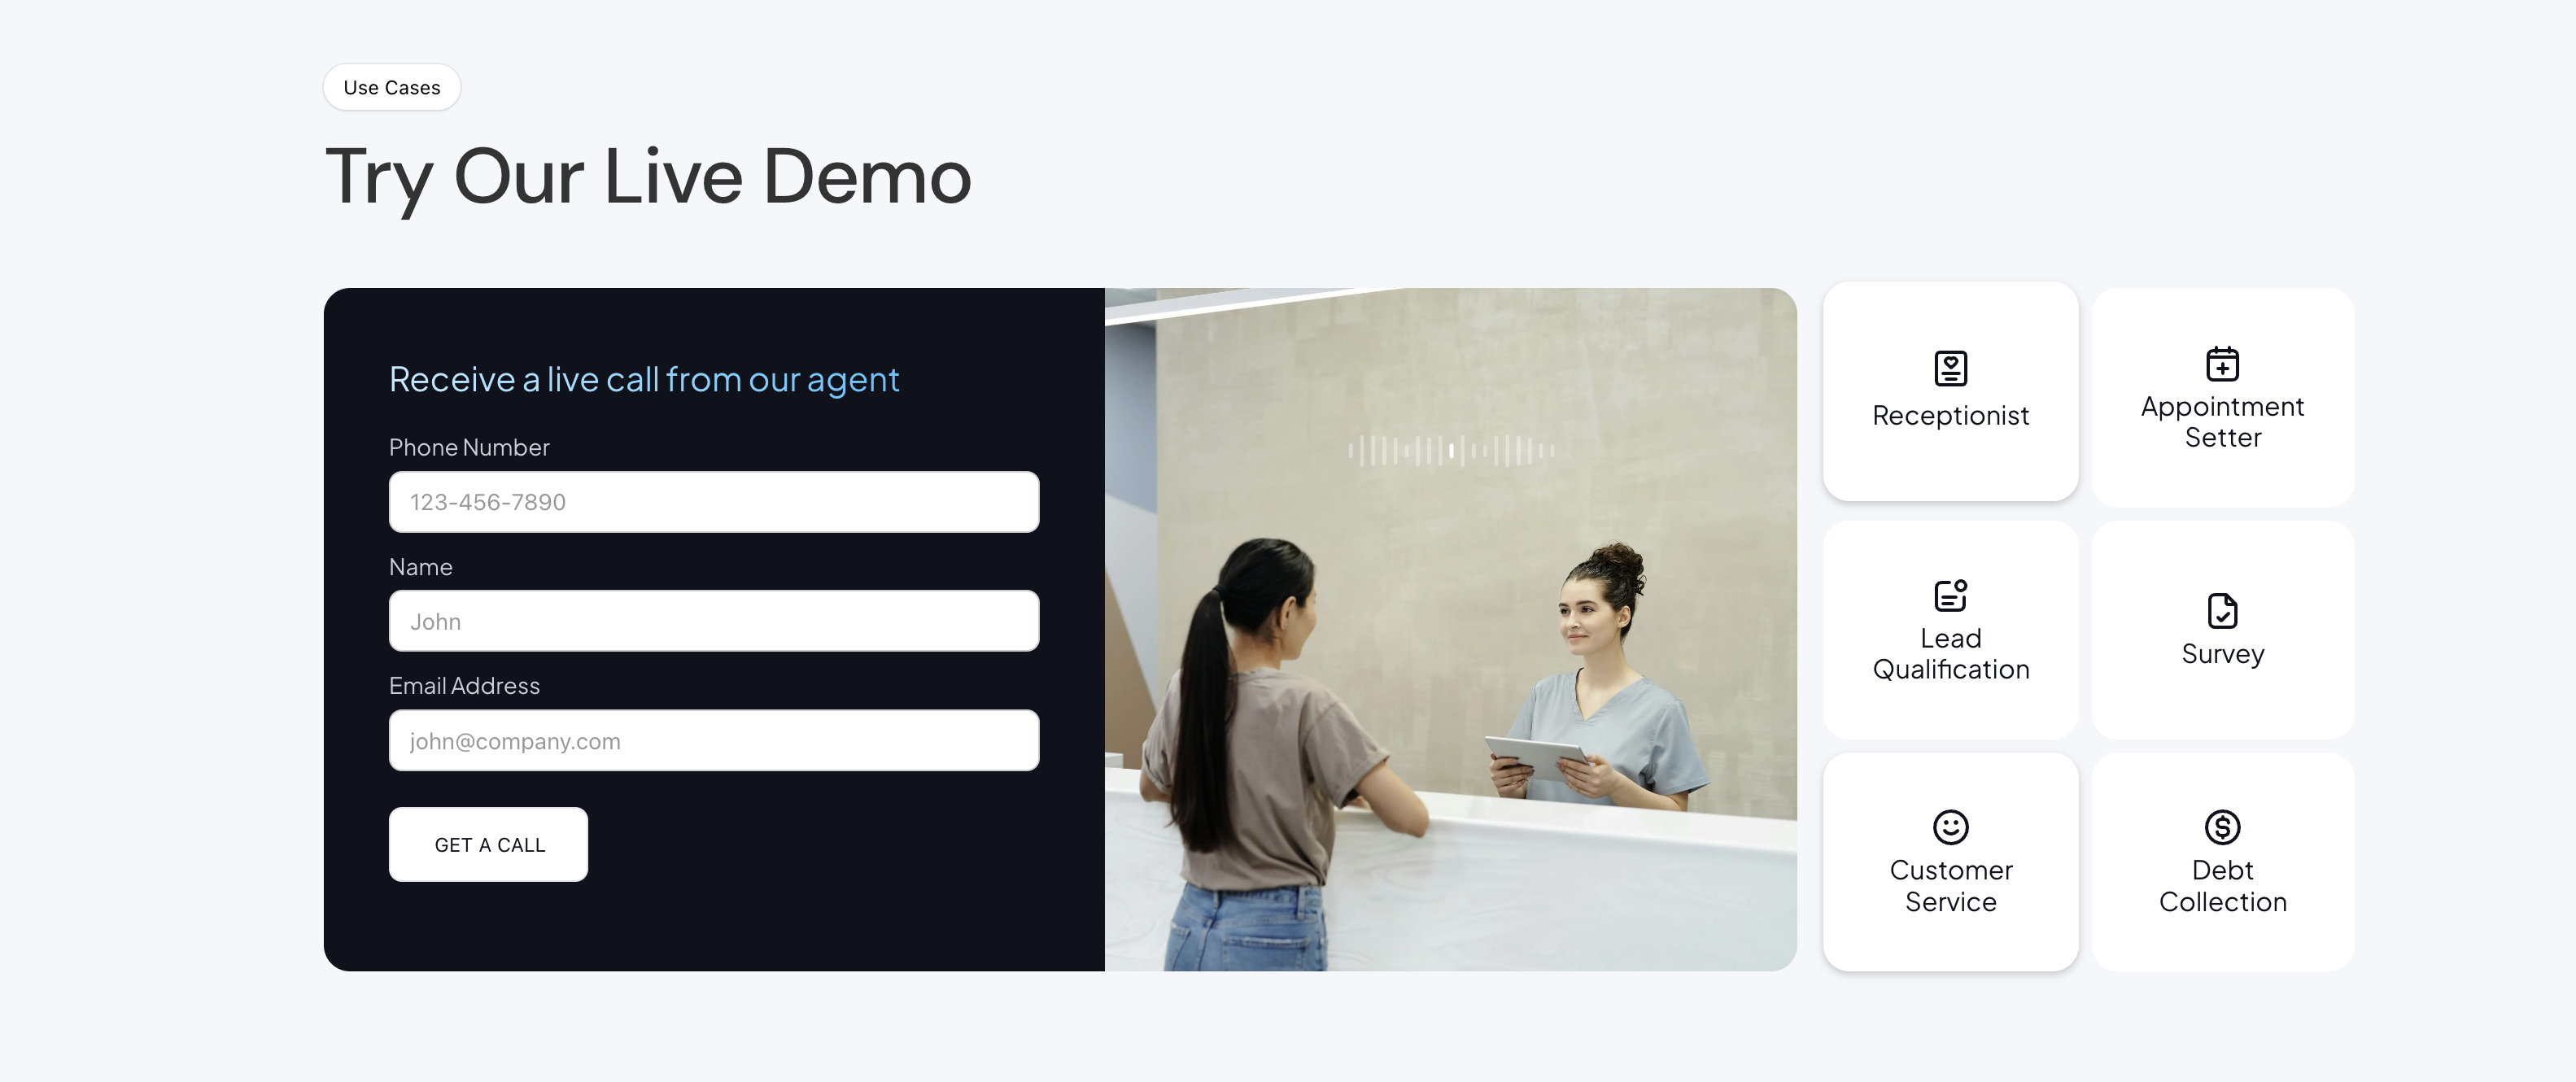 Use Cases
Try Our Live Demo
Receive a live call from our agent
Phone Number
123-456-7890
Name
John
Email Address
john@company.com
GET A CALL
Receptionist
Appointment
Setter
Lead
Qualification
Survey
Customer
Service
Debt
Collection